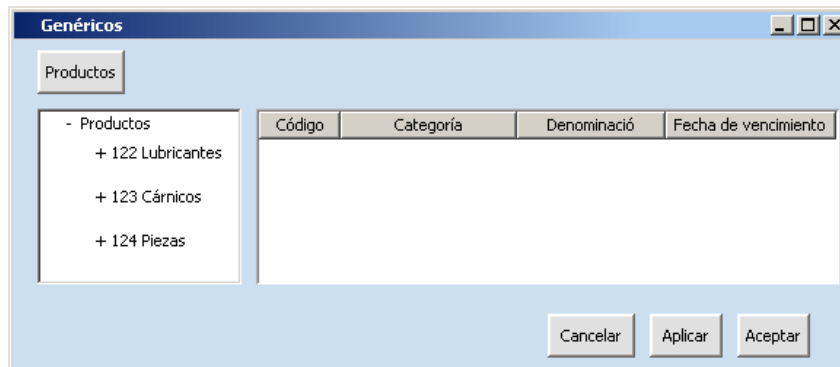 Genéricos
Productos
- Productos
+ 122 Lubricantes
+ 123 Cárnicos
+ 124 Piezas
Código Categoría Denominació Fecha de vencimiento
Cancelar Aplicar Aceptar